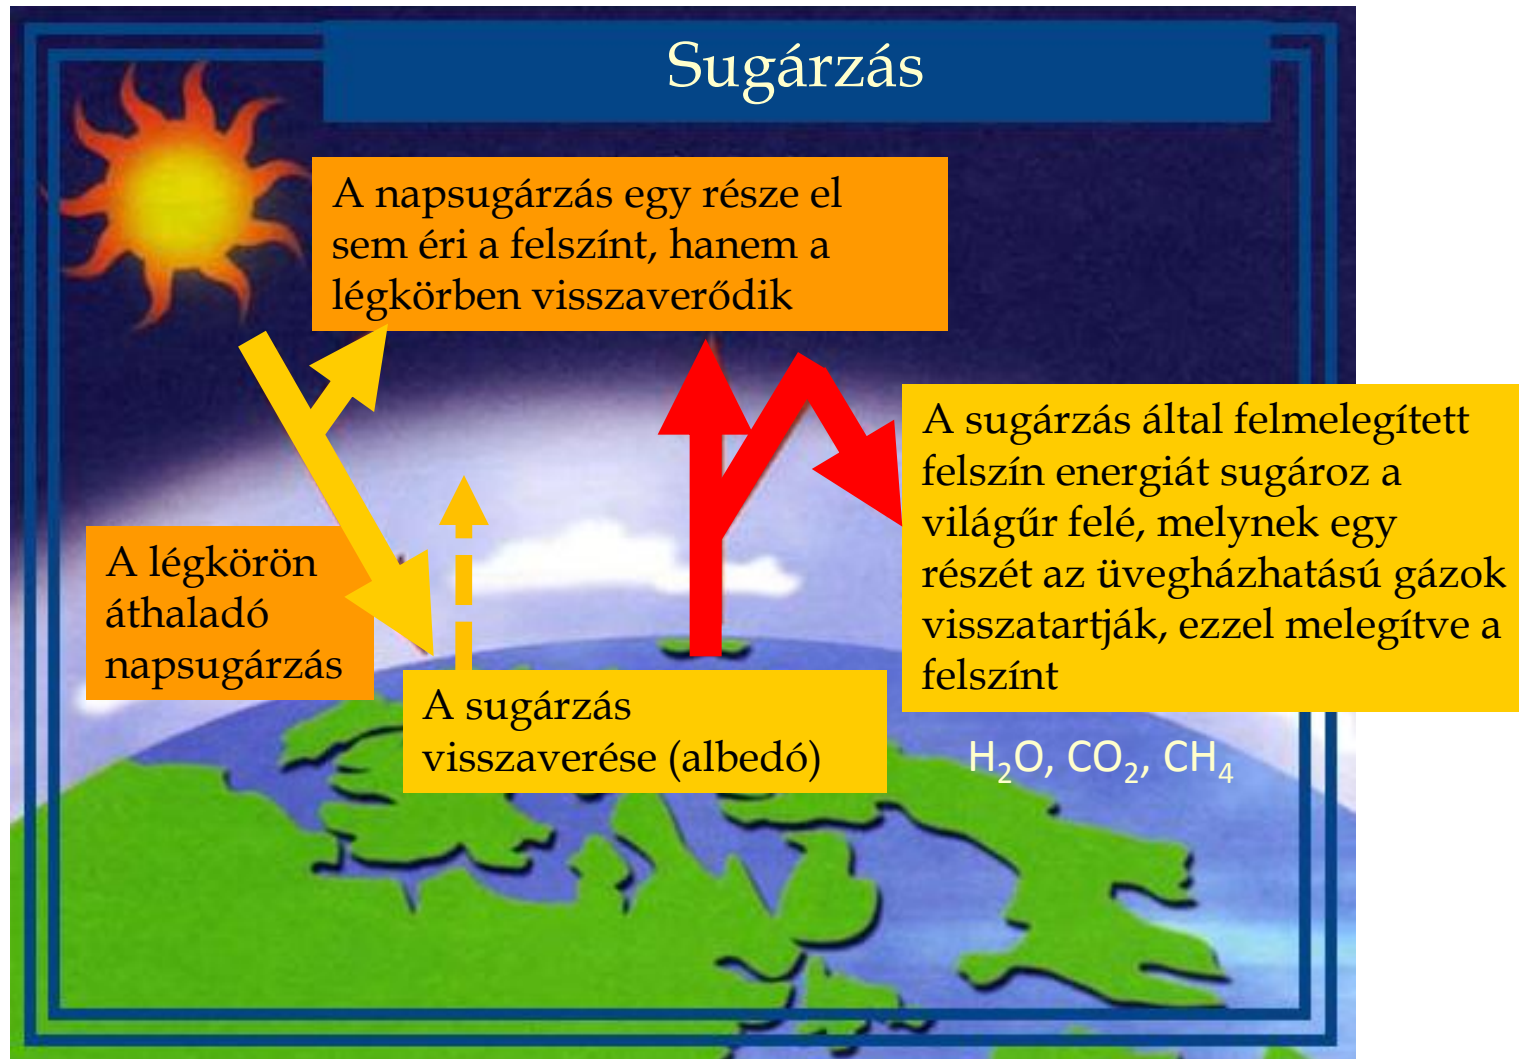 Sugárzás
A napsugárzás egy része el
sem éri a felszínt, hanem a
légkörben visszaverődik
A sugárzás által felmelegített
felszín energiát sugároz a
világűr felé, melynek egy
részét az üvegházhatású gázok
visszatartják, ezzel melegítve a
felszínt
A légkörön
áthaladó
napsugárzás
A sugárzás
visszaverése (albedó)
H₂O, CO₂, CH₄